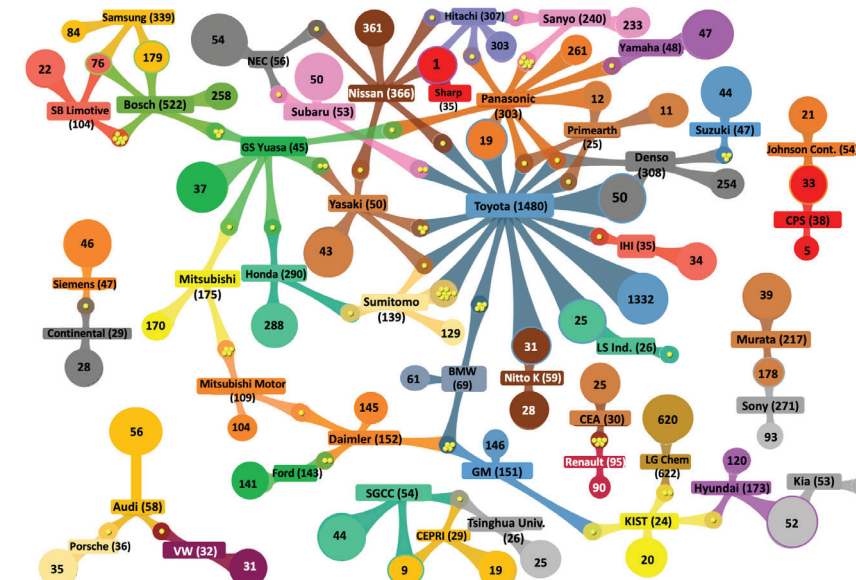 Samsung (339)
84
179
22
76
SB Limotive
(104)
Bosch (522)
258
54
NEC (56)
50
Subaru (53)
361
Nissan (366)
Hitachi (307)
303
1
Sharp
(35)
Sanyo (240)
233
261
Yamaha (48)
47
Panasonic
(303)
12
11
Primearth
(25)
44
Suzuki (47)
Denso
(308)
254
21
Johnson Cont. (54)
33
CPS (38)
5
GS Yuasa (45)
37
19
50
Toyota (1480)
Yasaki (50)
43
IHI (35)
34
46
Siemens (47)
Continental (29)
28
Mitsubishi
(175)
170
Honda (290)
288
Sumitomo
(139)
129
1332
25
LS Ind. (26)
39
Murata (217)
178
Sony (271)
93
31
Nitto K (59)
28
61
BMW
(69)
Mitsubishi Motor
(109)
104
145
Daimler (152)
25
CEA (30)
Renault (95)
90
620
LG Chem
(622)
56
Audi (58)
Porsche (36)
35
VW (32)
31
141
Ford (143)
146
GM (151)
SGCC (54)
44
9
CEPRI (29)
19
Tsinghua Univ.
(26)
25
KIST (24)
20
120
Hyundai (173)
52
Kia (53)